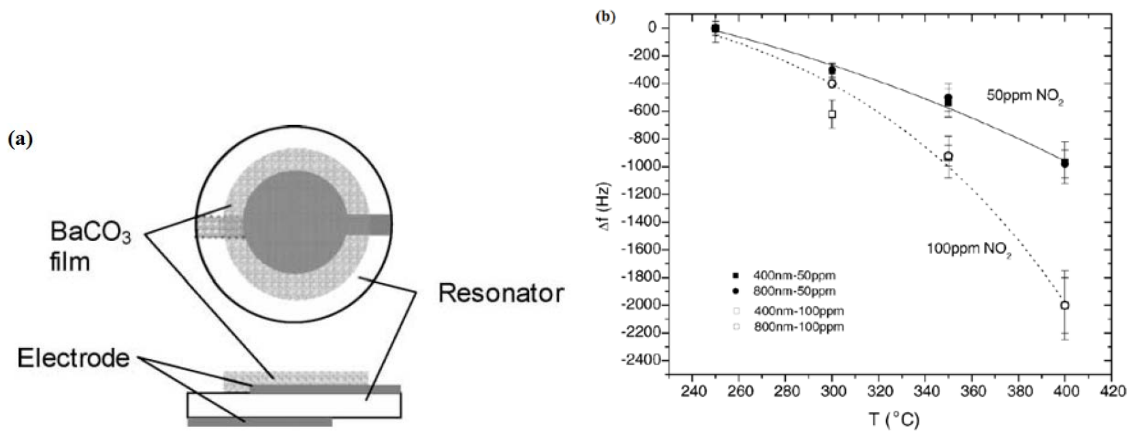 (a)
BaCO3
film
Resonator
Electrode
(b)
0
-200
-400
-600
-800
-1000
-1200
-1400
-1600
-1800
-2000
-2200
-2400
Δf (Hz)
50ppm NO2
100ppm NO2
400nm-50ppm
800nm-50ppm
400nm-100ppm
800nm-100ppm
240 260 280 300 320 340 360 380 400 420
T (°C)